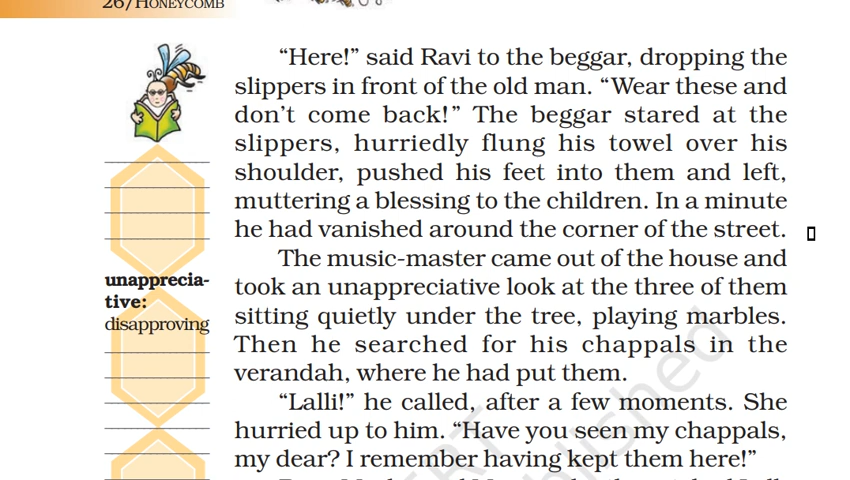 26/HONEYCOMB
“Here!” said Ravi to the beggar, dropping the
slippers in front of the old man. “Wear these and
don’t come back!” The beggar stared at the
slippers, hurriedly flung his towel over his
shoulder, pushed his feet into them and left,
muttering a blessing to the children. In a minute
he had vanished around the corner of the street.
The music-master came out of the house and
took an unappreciative look at the three of them
sitting quietly under the tree, playing marbles.
Then he searched for his chappals in the
verandah, where he had put them.
“Lalli!” he called, after a few moments. She
hurried up to him. “Have you seen my chappals,
my dear? I remember having kept them here!”
unapprecia-
tive:
disapproving